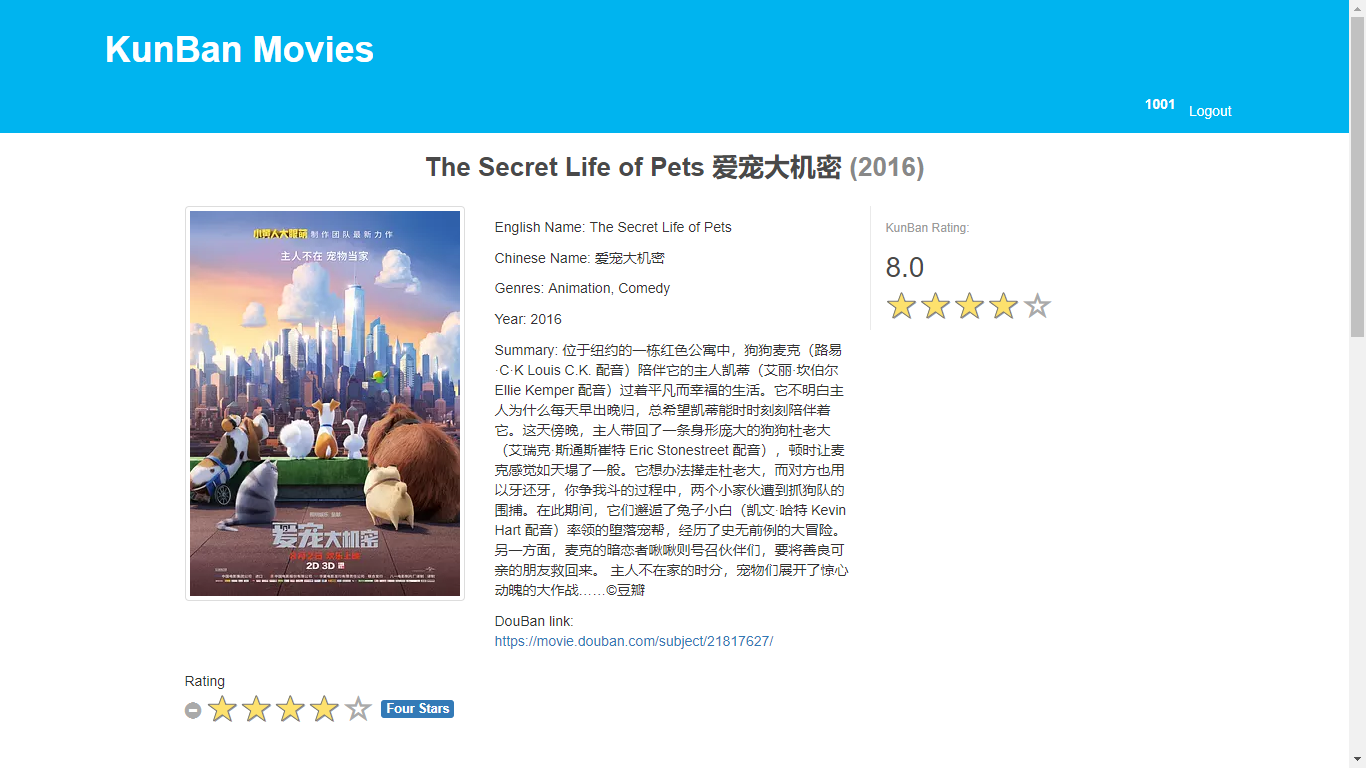 KunBan Movies
1001 Logout
The Secret Life of Pets 爱宠大机密 (2016)
小黄人大眼萌 制作团队最新力作
主人不在 宠物当家
爱宠大机密
2D 3D
English Name: The Secret Life of Pets
Chinese Name: 爱宠大机密
Genres: Animation, Comedy
Year: 2016
Summary: 位于纽约的一栋红色公寓中，狗狗麦克（路易
·C·K Louis C.K. 配音）陪伴它的主人凯蒂（艾丽·坎伯尔
Ellie Kemper 配音）过着平凡而幸福的生活。它不明白主
人为什么每天早出晚归，总希望凯蒂能时时刻刻陪伴着
它。这天傍晚，主人带回了一条身形庞大的狗狗杜老大
（艾瑞克·斯通斯崔特 Eric Stonestreet 配音），顿时让麦
克感觉如天塌了一般。它想办法撵走杜老大，而对方也用
以牙还牙，你争我斗的过程中，两个小家伙遭到抓狗队的
围捕。在此期间，它们邂逅了兔子小白（凯文·哈特 Kevin
Hart 配音）率领的堕落宠帮，经历了史无前例的大冒险。
另一方面，麦克的暗恋者啾啾则号召伙伴们，要将善良可
亲的朋友救回来。 主人不在家的时分，宠物们展开了惊心
动魄的大作战……©豆瓣
DouBan link:
https://movie.douban.com/subject/21817627/
KunBan Rating:
8.0
Rating
Four Stars